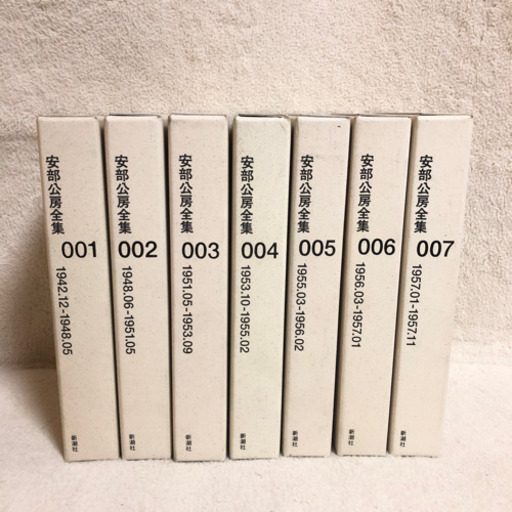 安部公房全集
001
1942.12-1948.05
新潮社
安部公房全集
002
1948.06-1951.05
新潮社
安部公房全集
003
1951.05-1953.09
新潮社
安部公房全集
004
1953.10-1955.02
新潮社
安部公房全集
005
1955.03-1956.02
新潮社
安部公房全集
006
1956.03-1957.01
新潮社
安部公房全集
007
1957.01-1957.11
新潮社